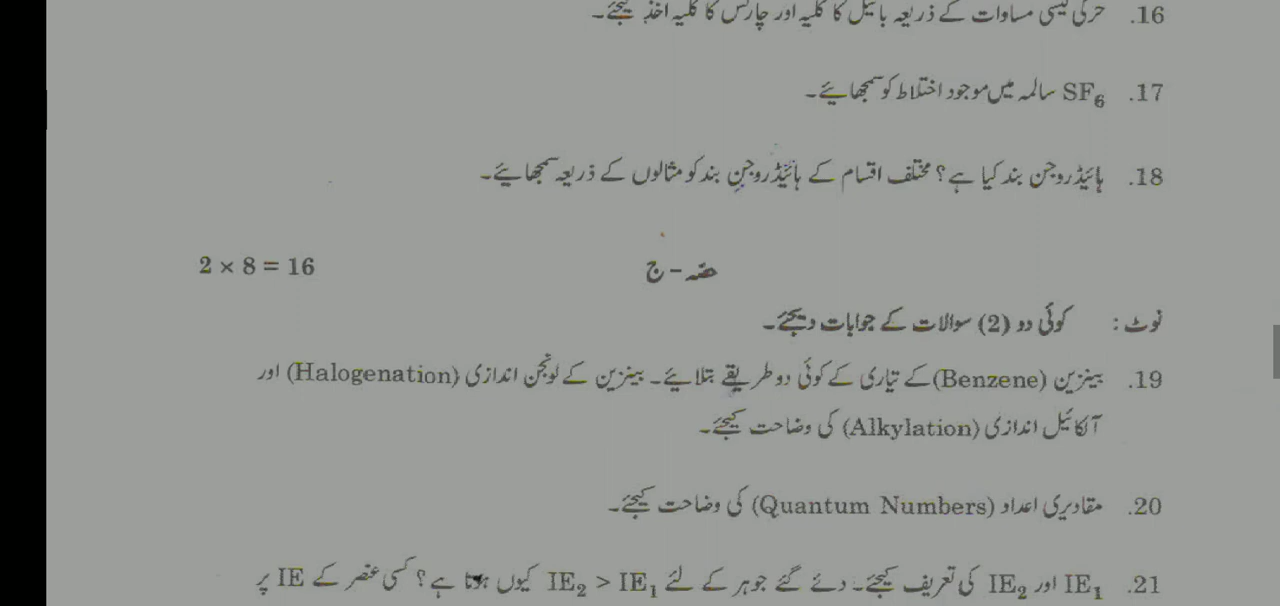 16. حرکی گیسی مساوات کے ذریعہ بائیل کا کلیہ اور چارلس کا کلیہ اخذ کیجئے۔
17. SF₆ سالمہ میں موجود اختلاط کو سمجھائیے۔
18. ہائیڈروجن بند کیا ہے؟ مختلف اقسام کے ہائیڈروجن بند کو مثالوں کے ذریعہ سمجھائیے۔
حصہ - ج 2 × 8 = 16
نوٹ : کوئی دو (2) سوالات کے جوابات دیجئے۔
19. بینزین (Benzene) کے تیاری کے کوئی دو طریقے بتلائیے۔ بینزین کے لونجن اندازی (Halogenation) اور
آلکائیل اندازی (Alkylation) کی وضاحت کیجئے۔
20. مقادیری اعداد (Quantum Numbers) کی وضاحت کیجئے۔
21. IE₁ اور IE₂ کی تعریف کیجئے۔ دئے گئے جوہر کے لئے IE₂ > IE₁ کیوں ہوتا ہے؟ کسی عنصر کے IE پر